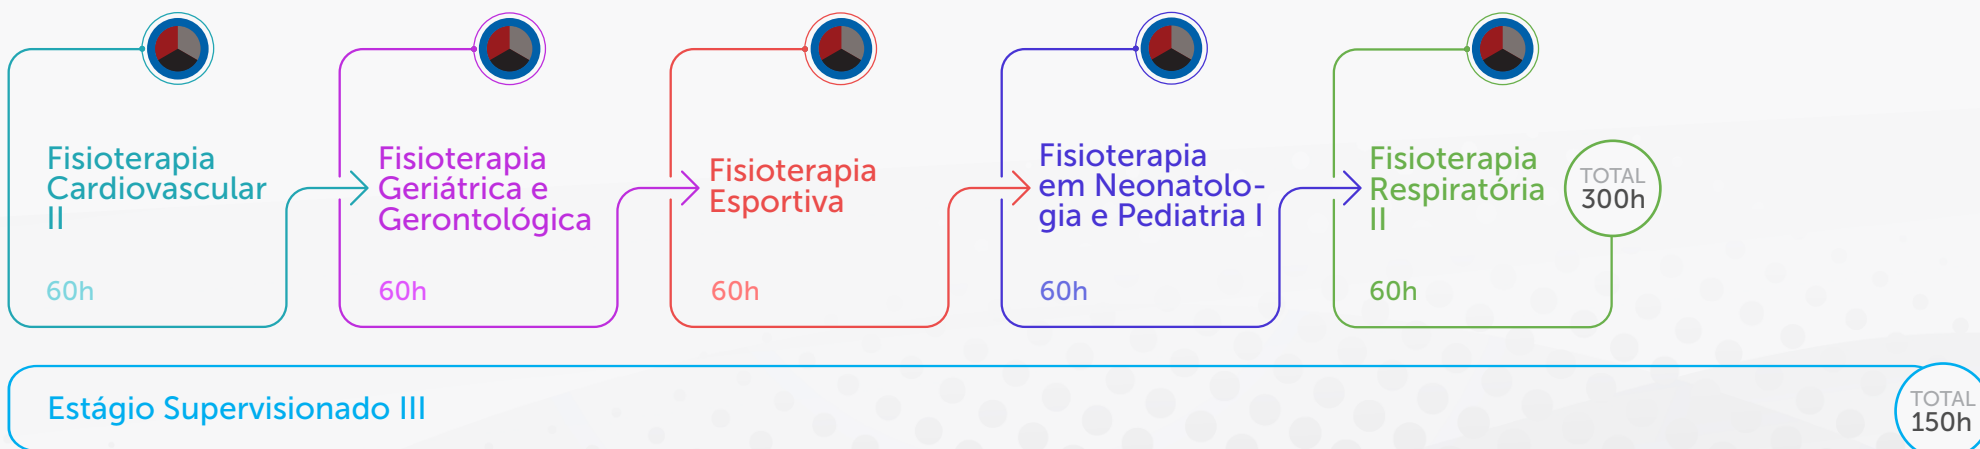 Fisioterapia
Cardiovascular
II
60h
Fisioterapia
Geriátrica e
Gerontológica
60h
Fisioterapia
Esportiva
60h
Fisioterapia
em Neonatolo-
gia e Pediatria I
60h
Fisioterapia
Respiratória
II
60h
TOTAL
300h
Estágio Supervisionado III
TOTAL
150h